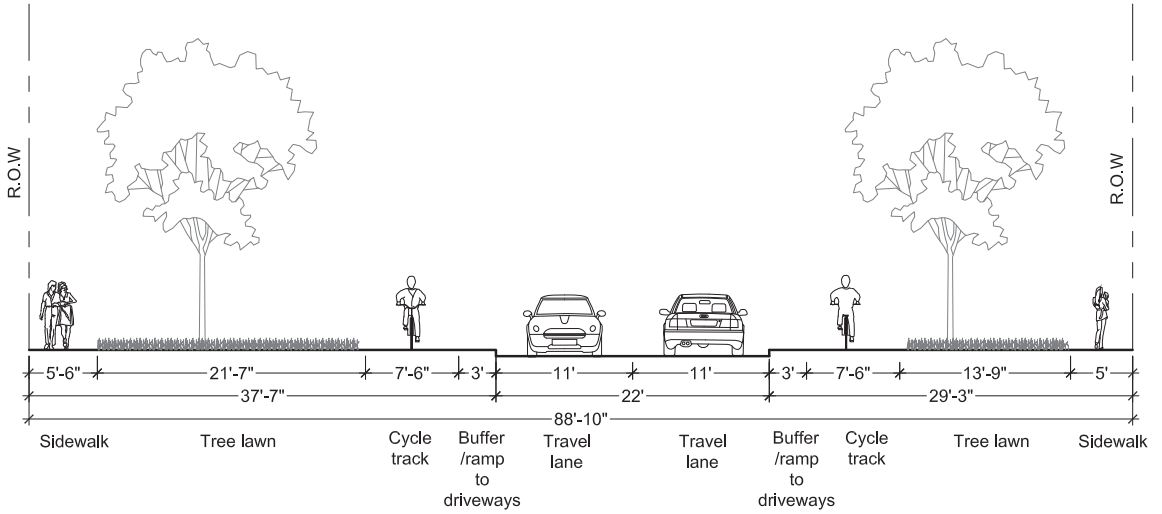 R.O.W
R.O.W
5'-6" 21'-7" 7'-6" 3' 11' 11' 3' 7'-6" 13'-9" 5'
37'-7" 22' 29'-3"
88'-10"
Sidewalk Tree lawn Cycle Buffer Travel Travel Buffer Cycle Tree lawn Sidewalk
track /ramp lane lane /ramp track
to to
driveways driveways